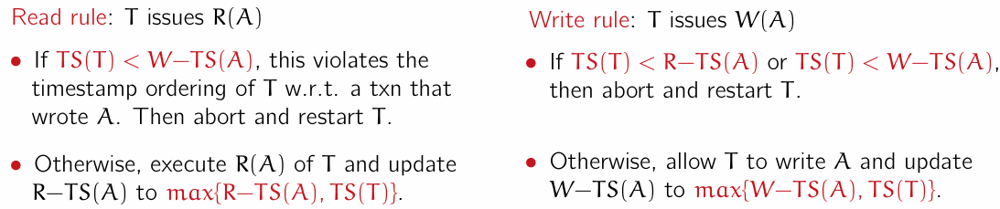 Read rule: T issues R(A)
• If TS(T) < W−TS(A), this violates the
timestamp ordering of T w.r.t. a txn that
wrote A. Then abort and restart T.
• Otherwise, execute R(A) of T and update
R−TS(A) to max{R−TS(A), TS(T)}.
Write rule: T issues W(A)
• If TS(T) < R−TS(A) or TS(T) < W−TS(A),
then abort and restart T.
• Otherwise, allow T to write A and update
W−TS(A) to max{W−TS(A), TS(T)}.